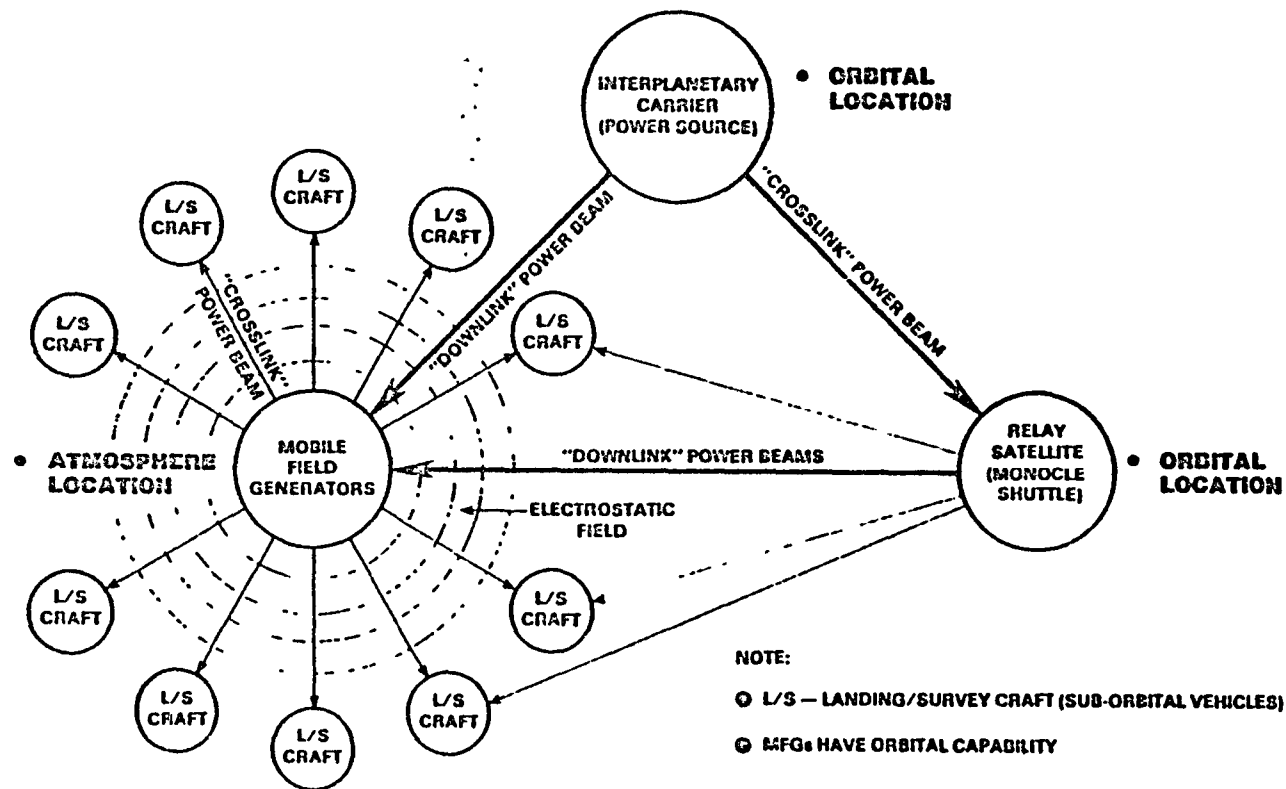 INTERPLANETARY
CARRIER
(POWER SOURCE)
• ORBITAL
LOCATION
L/S
CRAFT
L/S
CRAFT
L/S
CRAFT
L/S
CRAFT
L/S
CRAFT
"CROSSLINK"
POWER BEAM
"DOWNLINK" POWER BEAM
"CROSSLINK" POWER BEAM
• ATMOSPHERE
LOCATION
MOBILE
FIELD
GENERATORS
"DOWNLINK" POWER BEAMS
ELECTROSTATIC
FIELD
RELAY
SATELLITE
(MONOCLE
SHUTTLE)
• ORBITAL
LOCATION
L/S
CRAFT
L/S
CRAFT
L/S
CRAFT
L/S
CRAFT
L/S
CRAFT
NOTE:
L/S — LANDING/SURVEY CRAFT (SUB-ORBITAL VEHICLES)
MFGs HAVE ORBITAL CAPABILITY